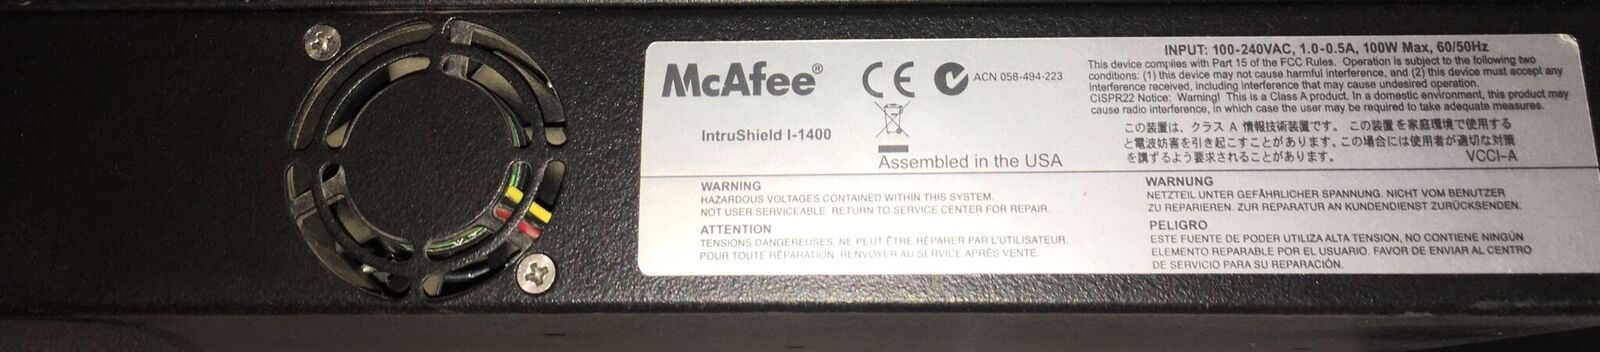 McAfee®
ACN 058-494-223
IntruShield I-1400
Assembled in the USA
INPUT: 100-240VAC, 1.0-0.5A, 100W Max, 60/50Hz
This device complies with Part 15 of the FCC Rules. Operation is subject to the following two
conditions: (1) this device may not cause harmful interference, and (2) this device must accept any
interference received, including interference that may cause undesired operation.
CISPR22 Notice: Warning! This is a Class A product. In a domestic environment, this product may
cause radio interference, in which case the user may be required to take adequate measures.
この装置は、クラス A 情報技術装置です。この装置を家庭環境で使用する
と電波妨害を引き起こすことがあります。この場合には使用者が適切な対策
を講ずるよう要求されることがあります。 VCCI-A
WARNING
HAZARDOUS VOLTAGES CONTAINED WITHIN THIS SYSTEM.
NOT USER SERVICEABLE. RETURN TO SERVICE CENTER FOR REPAIR.
ATTENTION
TENSIONS DANGEREUSES, NE PEUT ÊTRE RÉPARER PAR L'UTILISATEUR.
POUR TOUTE RÉPARATION, RENVOYER AU SERVICE APRÈS VENTE.
WARNUNG
NETZTEIL UNTER GEFÄHRLICHER SPANNUNG. NICHT VOM BENUTZER
ZU REPARIEREN. ZUR REPARATUR AN KUNDENDIENST ZURÜCKSENDEN.
PELIGRO
ESTE FUENTE DE PODER UTILIZA ALTA TENSION, NO CONTIENE NINGÚN
ELEMENTO REPARABLE POR EL USUARIO. FAVOR DE ENVIAR AL CENTRO
DE SERVICIO PARA SU REPARACIÓN.